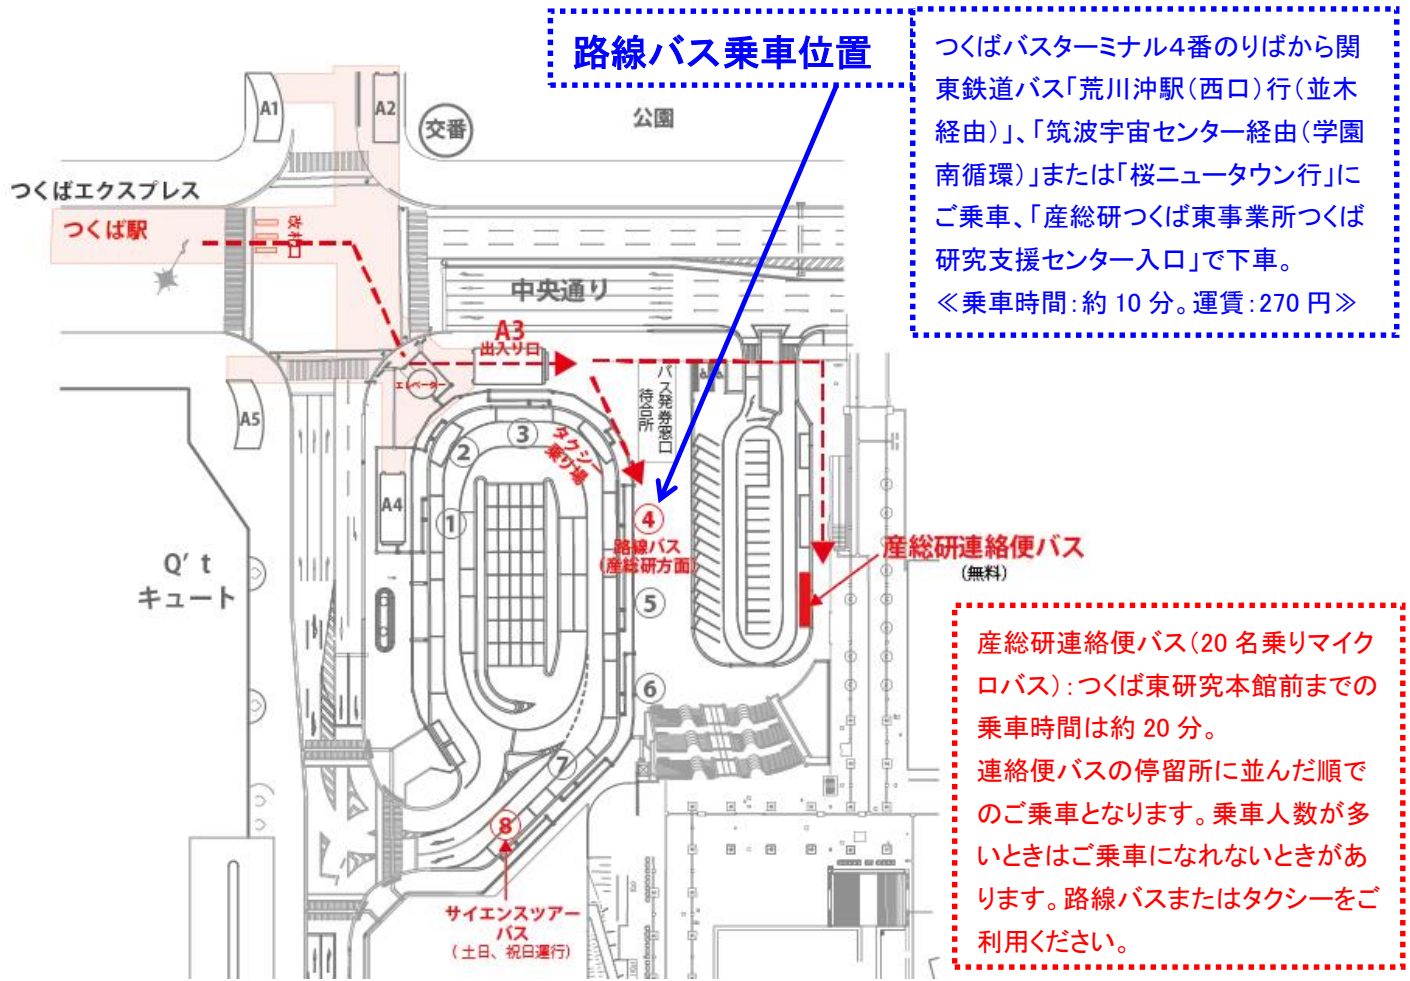 路線バス乗車位置
つくばバスターミナル4番のりばから関
東鉄道バス「荒川沖駅(西口)行(並木
経由)」、「筑波宇宙センター経由(学園
南循環)」または「桜ニュータウン行」に
ご乗車、「産総研つくば東事業所つくば
研究支援センター入口」で下車。
≪乗車時間:約 10 分。運賃:270 円≫
A1
A2
交番
公園
つくばエクスプレス
つくば駅
改札口
中央通り
A3
出入り口
エレベーター
バス発券窓口
待合所
A5
③
タクシー
乗り場
②
A4
①
④
路線バス
(産総研方面)
産総研連絡便バス
(無料)
Q' t
キュート
⑤
⑥
⑦
⑧
サイエンスツアー
バス
(土日、祝日運行)
産総研連絡便バス(20 名乗りマイク
ロバス):つくば東研究本館前までの
乗車時間は約 20 分。
連絡便バスの停留所に並んだ順で
のご乗車となります。乗車人数が多
いときはご乗車になれないときがあ
ります。路線バスまたはタクシーをご
利用ください。